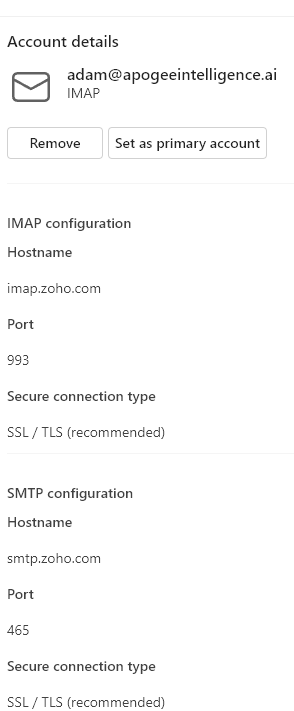 Account details
adam@apogeeintelligence.ai
IMAP
Remove
Set as primary account
IMAP configuration
Hostname
imap.zoho.com
Port
993
Secure connection type
SSL / TLS (recommended)
SMTP configuration
Hostname
smtp.zoho.com
Port
465
Secure connection type
SSL / TLS (recommended)